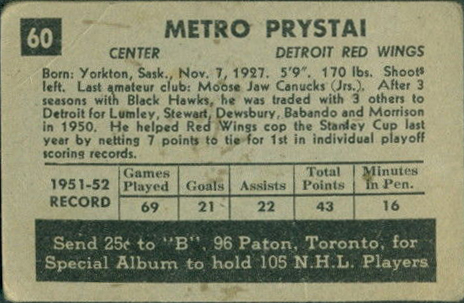 60
METRO PRYSTAI
CENTER DETROIT RED WINGS
Born: Yorkton, Sask., Nov. 7, 1927. 5'9". 170 lbs. Shoots
left. Last amateur club: Moose Jaw Canucks (Jrs.). After 3
seasons with Black Hawks, he was traded with 3 others to
Detroit for Lumley, Stewart, Dewsbury, Babando and Morrison
in 1950. He helped Red Wings cop the Stanley Cup last
year by netting 7 points to tie for 1st in individual playoff
scoring records.
1951-52 RECORD
Games Played Goals Assists Total Points Minutes In Pen.
69 21 22 43 16
Send 25¢ to "B", 96 Paton, Toronto, for
Special Album to hold 105 N.H.L. Players